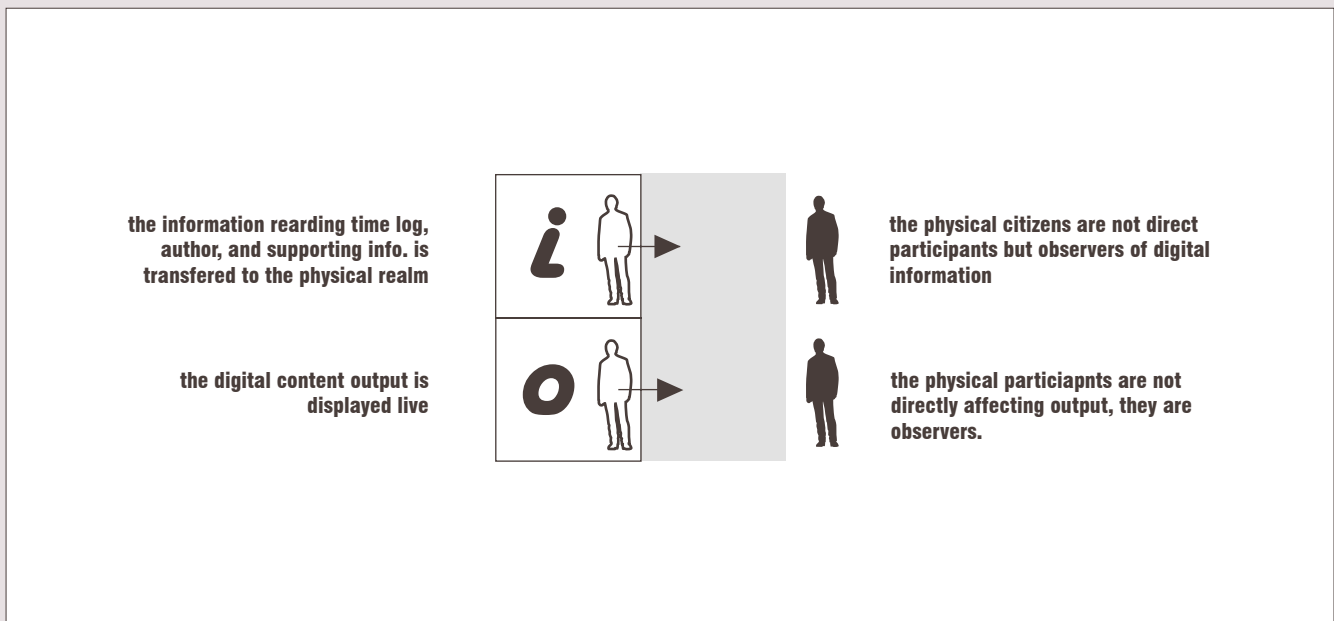 the information rearding time log,
author, and supporting info. is
transfered to the physical realm
i
the physical citizens are not direct
participants but observers of digital
information
the digital content output is
displayed live
o
the physical particiapnts are not
directly affecting output, they are
observers.